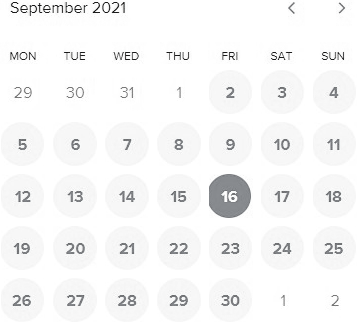 September 2021
MON TUE WED THU FRI SAT SUN
29 30 31 1 2 3 4
5 6 7 8 9 10 11
12 13 14 15 16 17 18
19 20 21 22 23 24 25
26 27 28 29 30 1 2